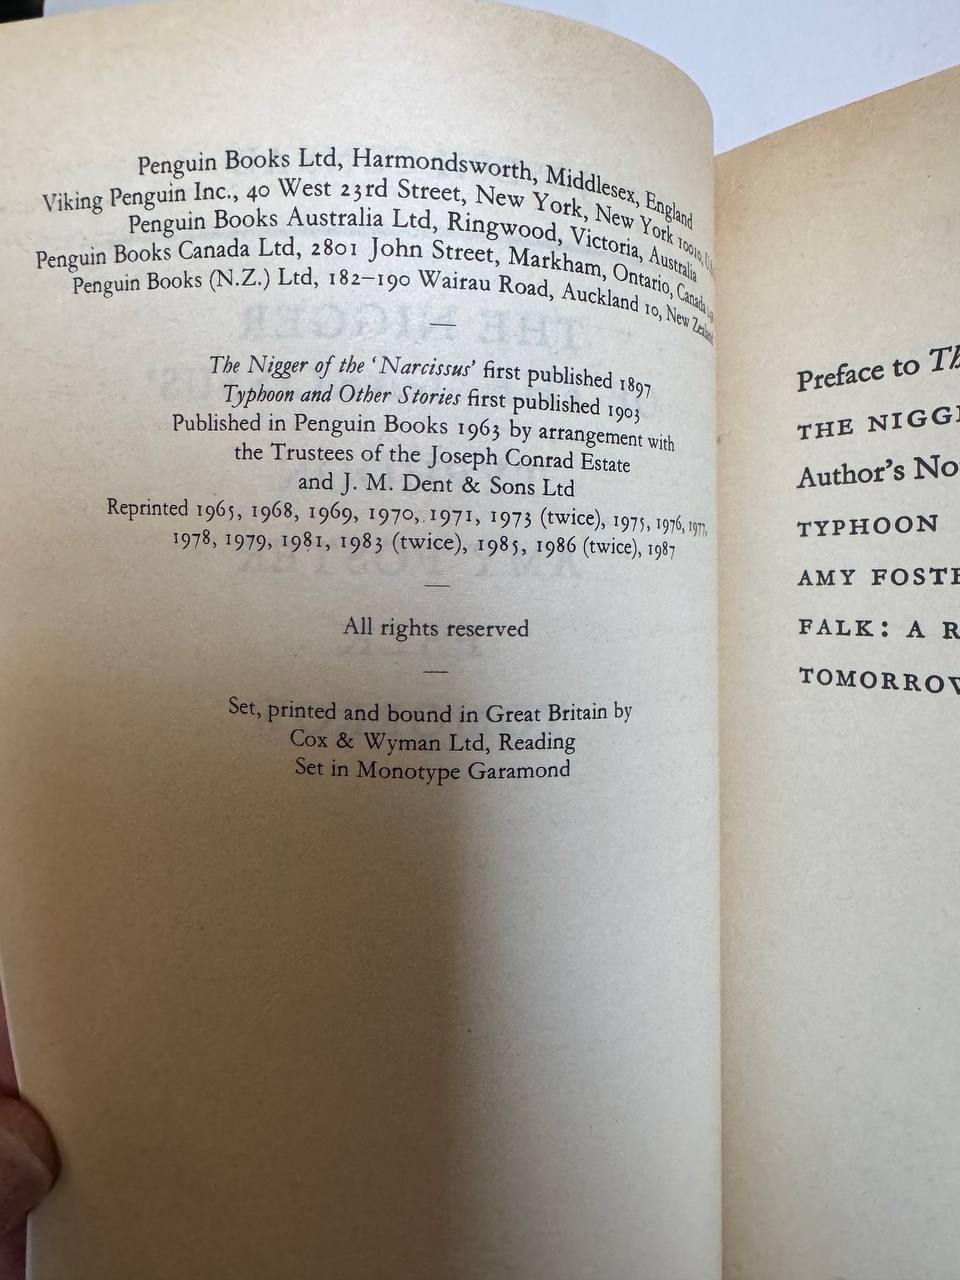 Penguin Books Ltd, Harmondsworth, Middlesex, England
Viking Penguin Inc., 40 West 23rd Street, New York, New York 10010,
Penguin Books Australia Ltd, Ringwood, Victoria, Australia
Penguin Books Canada Ltd, 2801 John Street, Markham, Ontario, Canada
Penguin Books (N.Z.) Ltd, 182–190 Wairau Road, Auckland 10, New Zealand
The Nigger of the 'Narcissus' first published 1897
Typhoon and Other Stories first published 1903
Published in Penguin Books 1963 by arrangement with
the Trustees of the Joseph Conrad Estate
and J. M. Dent & Sons Ltd
Reprinted 1965, 1968, 1969, 1970, 1971, 1973 (twice), 1975, 1976, 1977,
1978, 1979, 1981, 1983 (twice), 1985, 1986 (twice), 1987
All rights reserved
Set, printed and bound in Great Britain by
Cox & Wyman Ltd, Reading
Set in Monotype Garamond
Preface to Th
THE NIGGE
Author's No
TYPHOON
AMY FOSTE
FALK: A R
TOMORROW